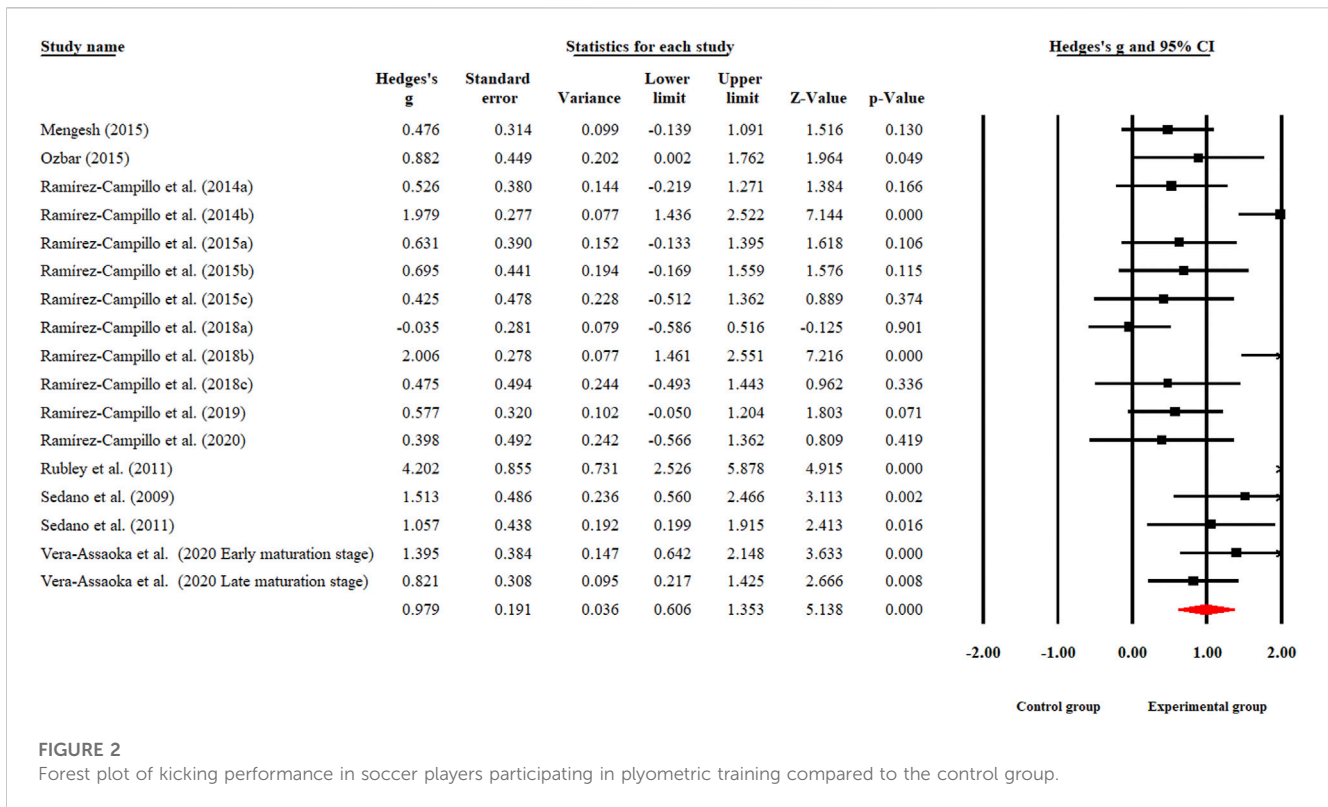 Study name Statistics for each study Hedges's g and 95% CI
Hedges's g Standard error Variance Lower limit Upper limit Z-Value p-Value
Mengesh (2015) 0.476 0.314 0.099 -0.139 1.091 1.516 0.130
Ozbar (2015) 0.882 0.449 0.202 0.002 1.762 1.964 0.049
Ramírez-Campillo et al. (2014a) 0.526 0.380 0.144 -0.219 1.271 1.384 0.166
Ramírez-Campillo et al. (2014b) 1.979 0.277 0.077 1.436 2.522 7.144 0.000
Ramírez-Campillo et al. (2015a) 0.631 0.390 0.152 -0.133 1.395 1.618 0.106
Ramírez-Campillo et al. (2015b) 0.695 0.441 0.194 -0.169 1.559 1.576 0.115
Ramírez-Campillo et al. (2015c) 0.425 0.478 0.228 -0.512 1.362 0.889 0.374
Ramírez-Campillo et al. (2018a) -0.035 0.281 0.079 -0.586 0.516 -0.125 0.901
Ramírez-Campillo et al. (2018b) 2.006 0.278 0.077 1.461 2.551 7.216 0.000
Ramírez-Campillo et al. (2018c) 0.475 0.494 0.244 -0.493 1.443 0.962 0.336
Ramírez-Campillo et al. (2019) 0.577 0.320 0.102 -0.050 1.204 1.803 0.071
Ramírez-Campillo et al. (2020) 0.398 0.492 0.242 -0.566 1.362 0.809 0.419
Rubley et al. (2011) 4.202 0.855 0.731 2.526 5.878 4.915 0.000
Sedano et al. (2009) 1.513 0.486 0.236 0.560 2.466 3.113 0.002
Sedano et al. (2011) 1.057 0.438 0.192 0.199 1.915 2.413 0.016
Vera-Assaoka et al. (2020 Early maturation stage) 1.395 0.384 0.147 0.642 2.148 3.633 0.000
Vera-Assaoka et al. (2020 Late maturation stage) 0.821 0.308 0.095 0.217 1.425 2.666 0.008
0.979 0.191 0.036 0.606 1.353 5.138 0.000
-2.00 -1.00 0.00 1.00 2.00
Control group Experimental group
FIGURE 2
Forest plot of kicking performance in soccer players participating in plyometric training compared to the control group.